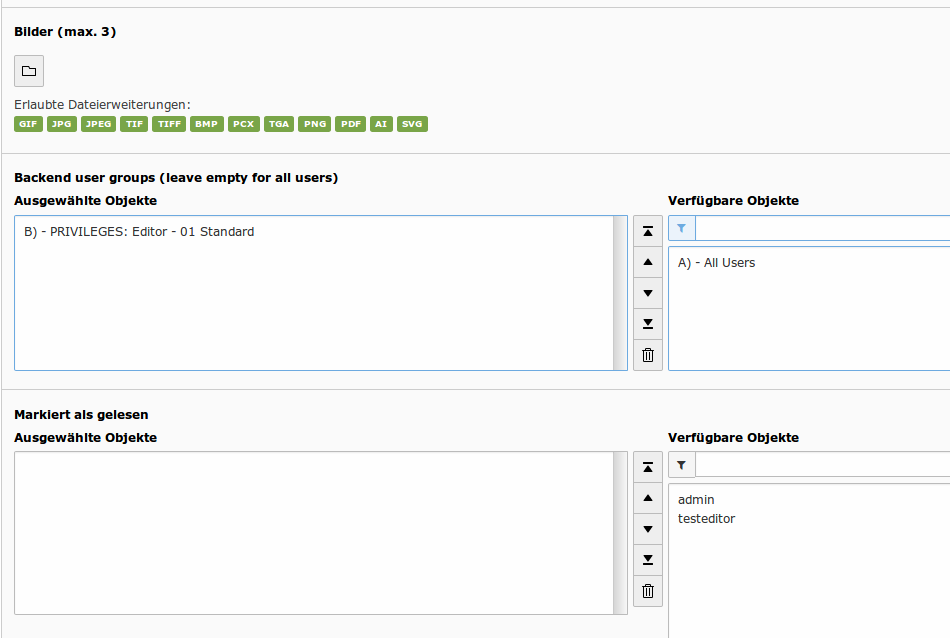 Bilder (max. 3)
Erlaubte Dateierweiterungen:
GIF JPG JPEG TIF TIFF BMP PCX TGA PNG PDF AI SVG
Backend user groups (leave empty for all users)
Ausgewählte Objekte Verfügbare Objekte
B) - PRIVILEGES: Editor - 01 Standard
A) - All Users
Markiert als gelesen
Ausgewählte Objekte Verfügbare Objekte
admin
testeditor